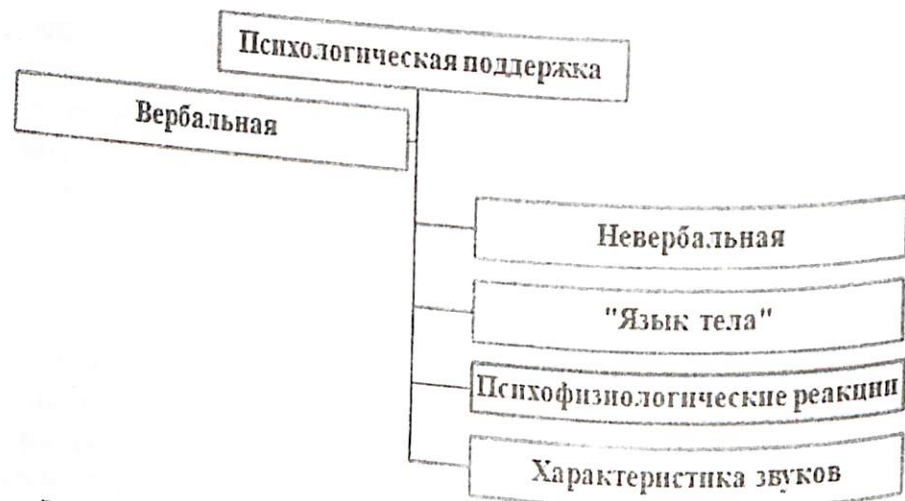 Психологическая поддержка
Вербальная
Невербальная
"Язык тела"
Психофизиологические реакции
Характеристика звуков